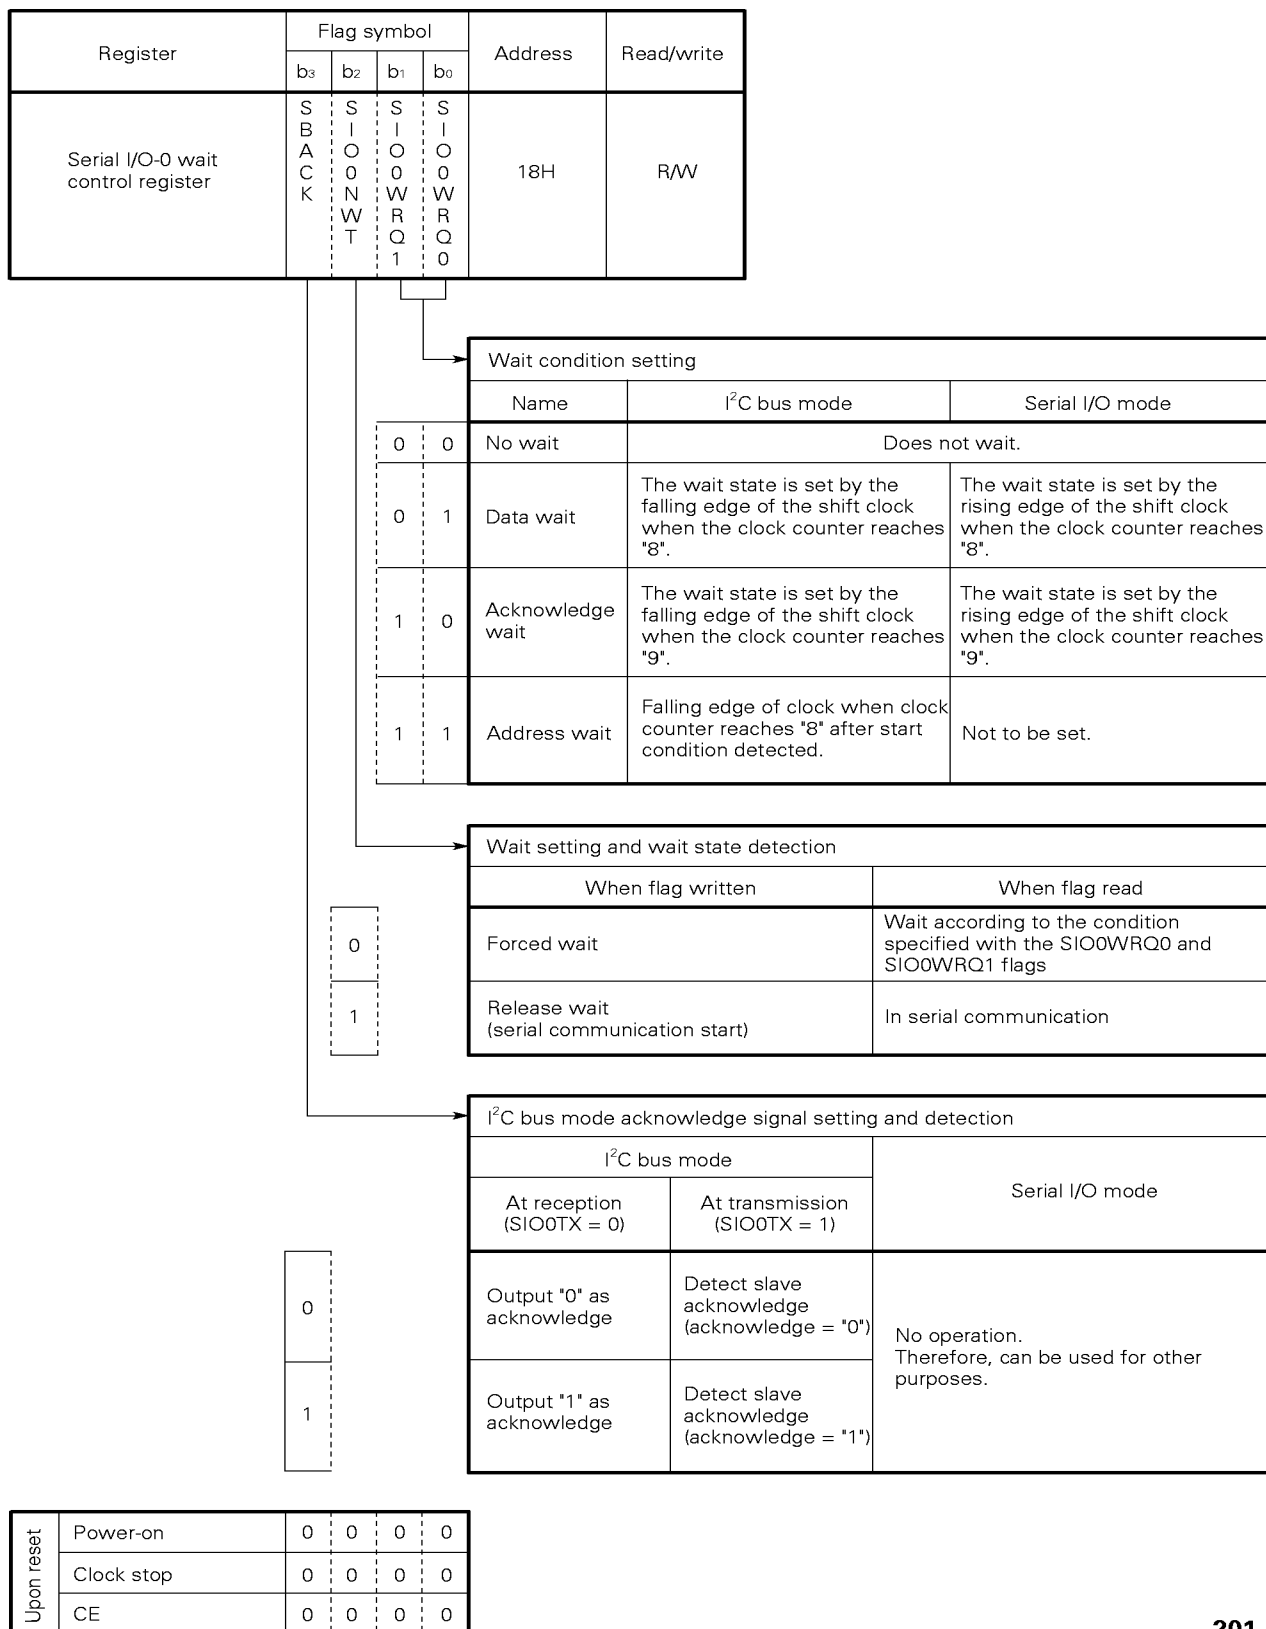 Register
Flag symbol
Address
Read/write
b3
b2
b1
b0
Serial I/O-0 wait
control register
SBACK
SIO0NWT
SIO0WRQ1
SIO0WRQ0
18H
R/W
Wait condition setting
Name
I2C bus mode
Serial I/O mode
0 0
No wait
Does not wait.
0 1
Data wait
The wait state is set by the
falling edge of the shift clock
when the clock counter reaches
"8".
The wait state is set by the
rising edge of the shift clock
when the clock counter reaches
"8".
1 0
Acknowledge
wait
The wait state is set by the
falling edge of the shift clock
when the clock counter reaches
"9".
The wait state is set by the
rising edge of the shift clock
when the clock counter reaches
"9".
1 1
Address wait
Falling edge of clock when clock
counter reaches "8" after start
condition detected.
Not to be set.
Wait setting and wait state detection
When flag written
When flag read
0
Forced wait
Wait according to the condition
specified with the SIO0WRQ0 and
SIO0WRQ1 flags
1
Release wait
(serial communication start)
In serial communication
I2C bus mode acknowledge signal setting and detection
I2C bus mode
Serial I/O mode
At reception
(SIO0TX = 0)
At transmission
(SIO0TX = 1)
0
Output "0" as
acknowledge
Detect slave
acknowledge
(acknowledge = "0")
No operation.
Therefore, can be used for other
purposes.
1
Output "1" as
acknowledge
Detect slave
acknowledge
(acknowledge = "1")
Upon reset
Power-on
0 0 0 0
Clock stop
0 0 0 0
CE
0 0 0 0
201